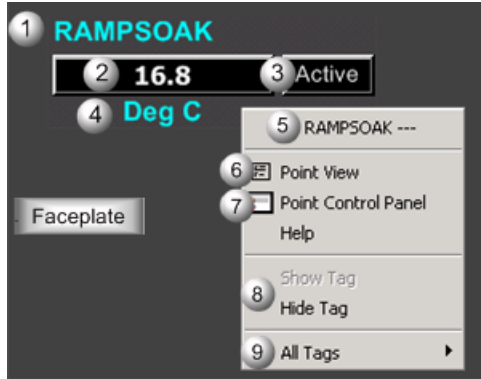 1 RAMPSOAK
2 16.8 3 Active
4 Deg C
5 RAMPSOAK ---
6 Point View
7 Point Control Panel
Faceplate
Help
Show Tag
8
Hide Tag
9 All Tags